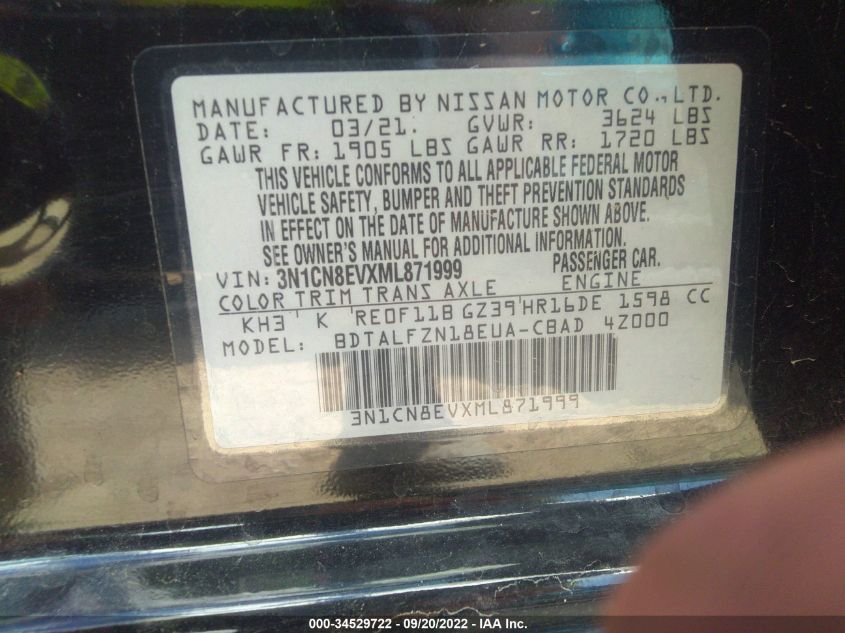 MANUFACTURED BY NISSAN MOTOR CO.,LTD.
DATE: 03/21. GVWR: 3624 LBS
GAWR FR: 1905 LBS GAWR RR: 1720 LBS
THIS VEHICLE CONFORMS TO ALL APPLICABLE FEDERAL MOTOR
VEHICLE SAFETY, BUMPER AND THEFT PREVENTION STANDARDS
IN EFFECT ON THE DATE OF MANUFACTURE SHOWN ABOVE.
SEE OWNER'S MANUAL FOR ADDITIONAL INFORMATION.
VIN: 3N1CN8EVXML871999 PASSENGER CAR.
COLOR TRIM TRANS AXLE ENGINE
KH3 ' K 'RE0F11B GZ39'HR16DE 1598 CC
MODEL: BDTALFZN18EUA-CBAD 4Z000
3N1CN8EVXML871999
000-34529722 - 09/20/2022 - IAA Inc.